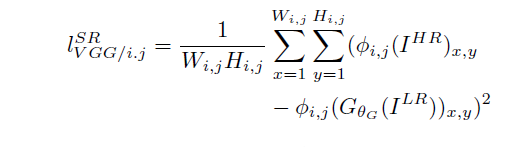 l^{SR}_{VGG/i.j} = \frac{1}{W_{i,j}H_{i,j}} \sum_{x=1}^{W_{i,j}} \sum_{y=1}^{H_{i,j}} (\phi_{i,j}(I^{HR})_{x,y}
- \phi_{i,j}(G_{\theta_G}(I^{LR}))_{x,y})^2